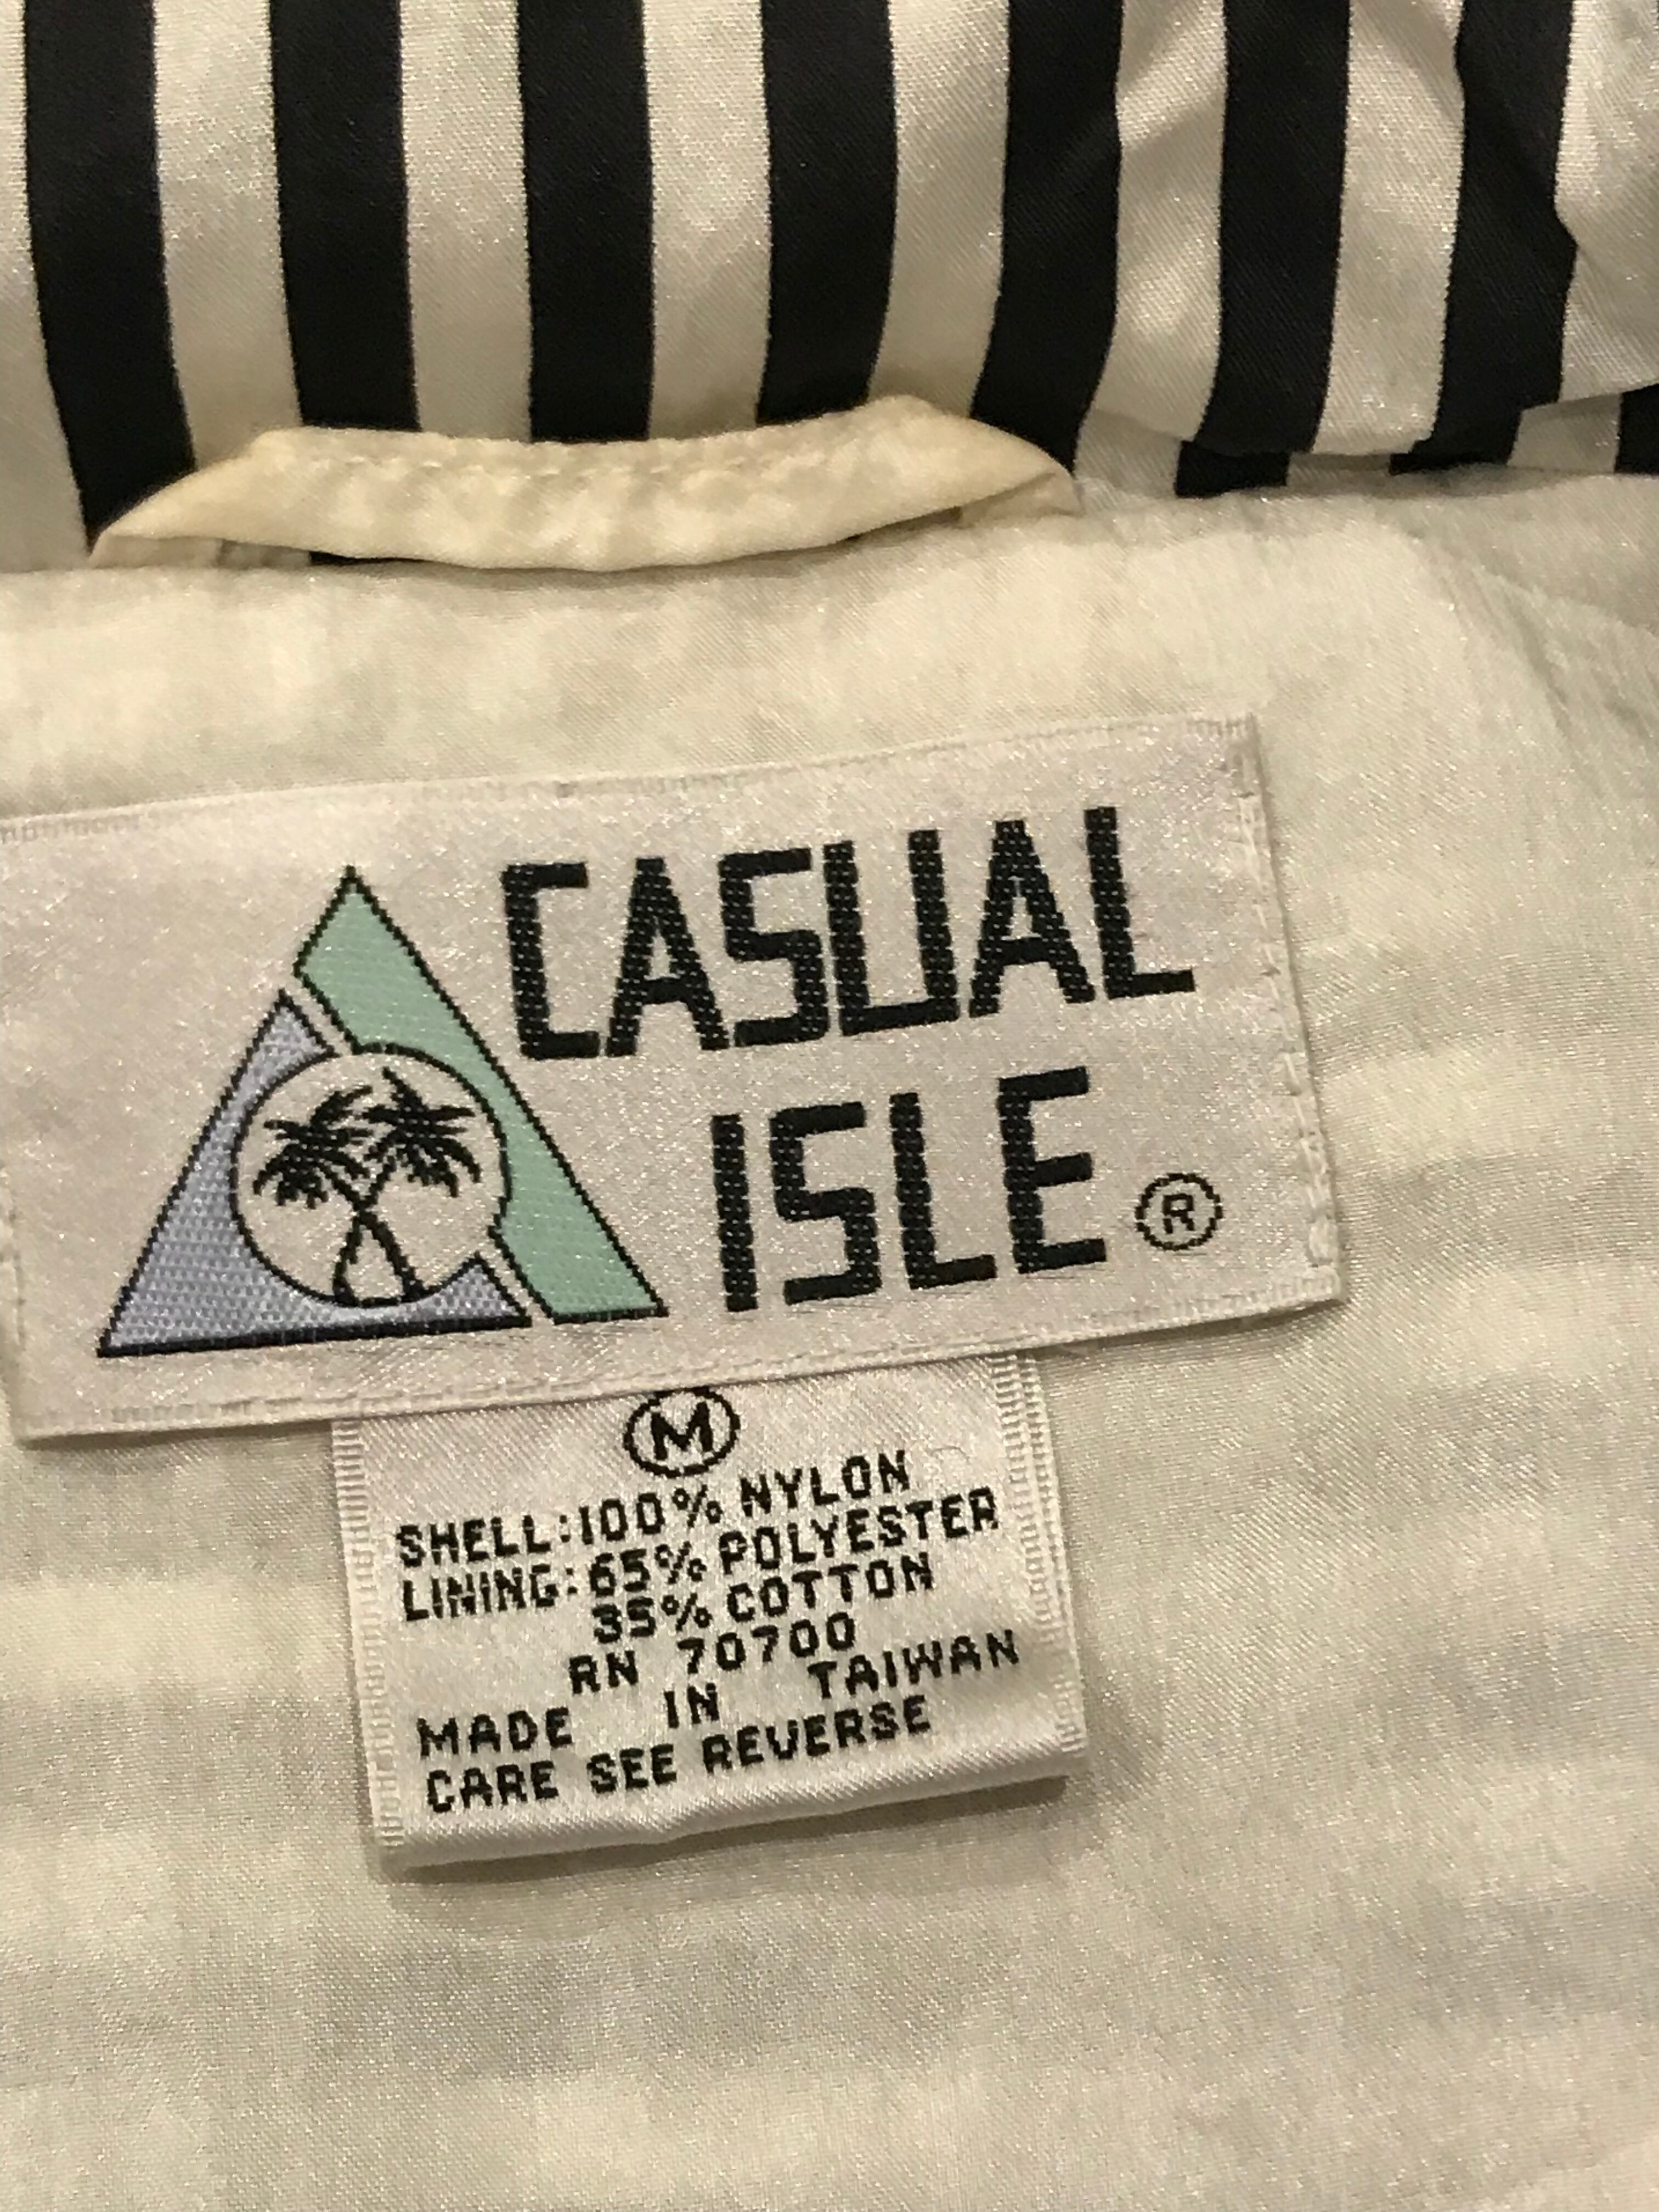 CASUAL
ISLE ®
M
SHELL:100% NYLON
LINING:65% POLYESTER
35% COTTON
RN 70700
MADE IN TAIWAN
CARE SEE REVERSE